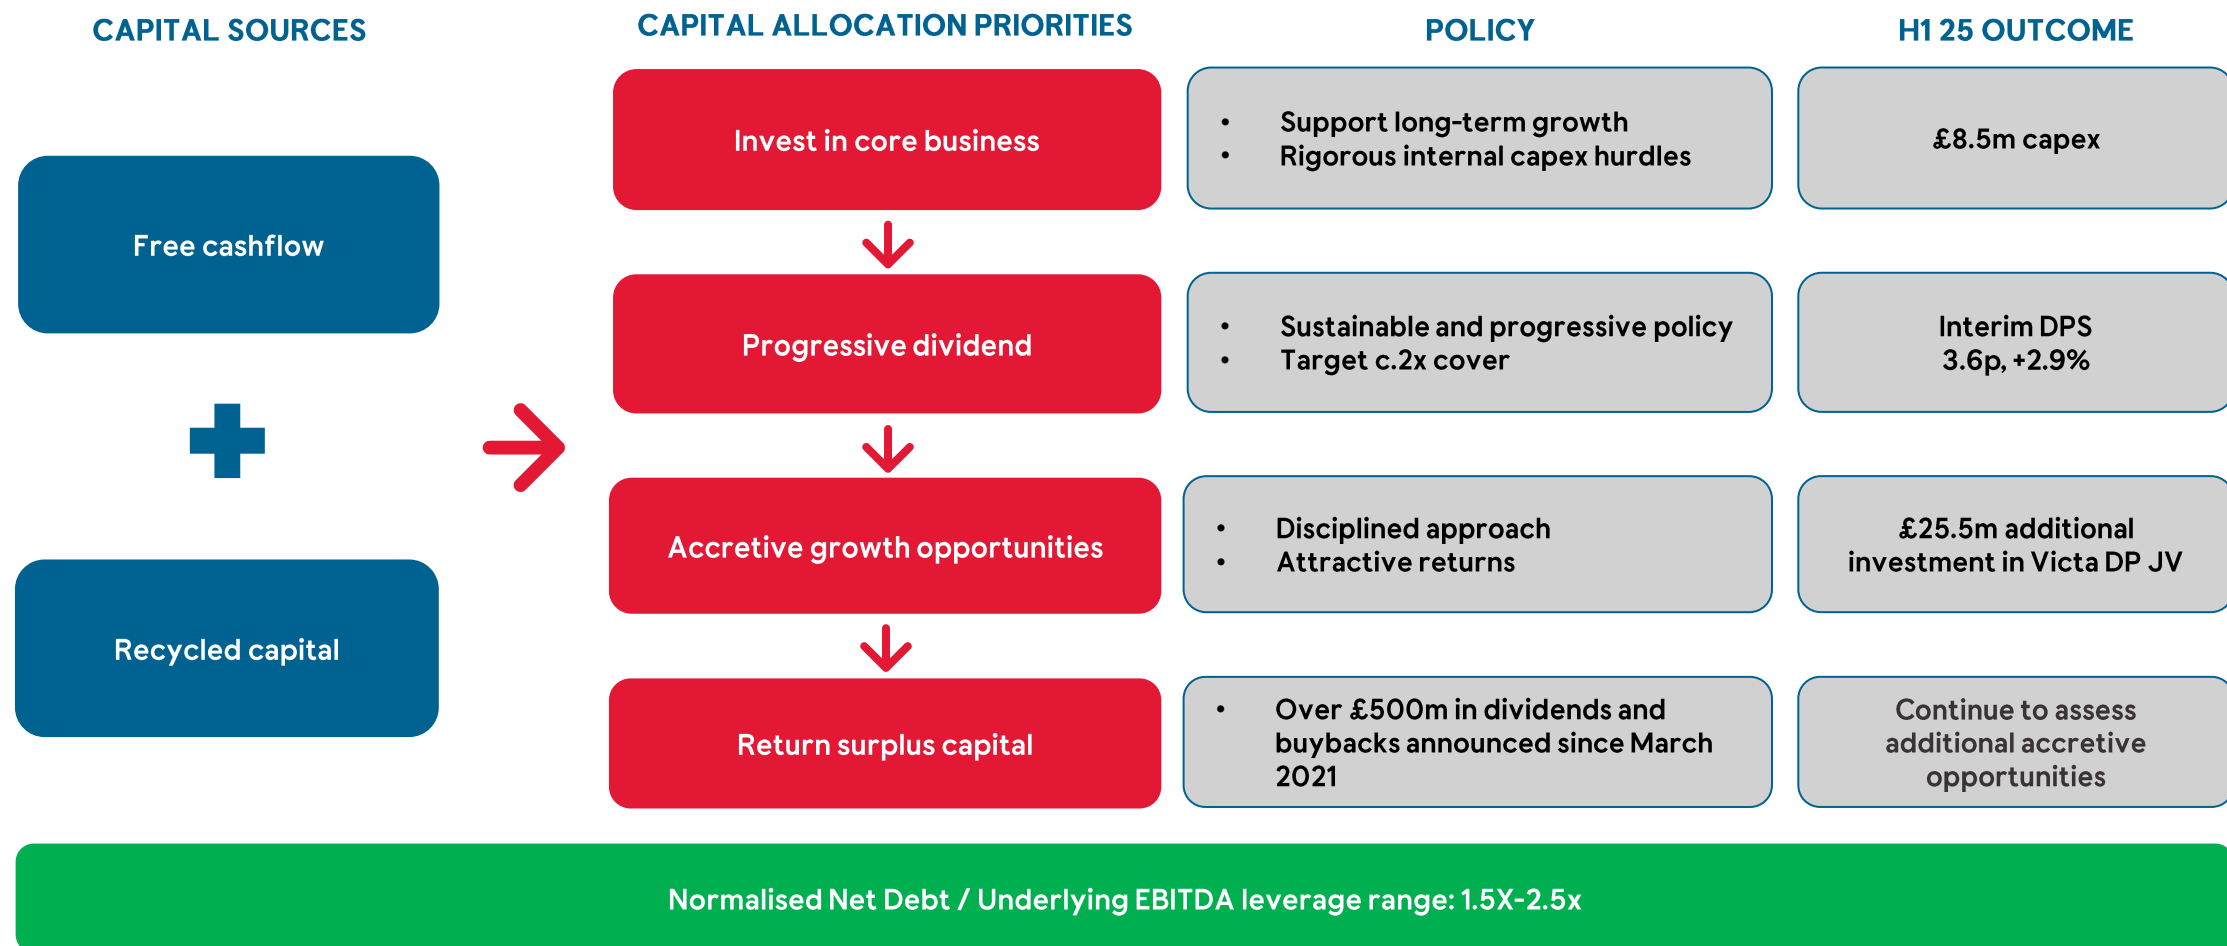 CAPITAL SOURCES
CAPITAL ALLOCATION PRIORITIES
POLICY
H1 25 OUTCOME
Free cashflow
Recycled capital
Invest in core business
• Support long-term growth
• Rigorous internal capex hurdles
£8.5m capex
Progressive dividend
• Sustainable and progressive policy
• Target c.2x cover
Interim DPS
3.6p, +2.9%
Accretive growth opportunities
• Disciplined approach
• Attractive returns
£25.5m additional
investment in Victa DP JV
Return surplus capital
• Over £500m in dividends and
buybacks announced since March
2021
Continue to assess
additional accretive
opportunities
Normalised Net Debt / Underlying EBITDA leverage range: 1.5X-2.5x